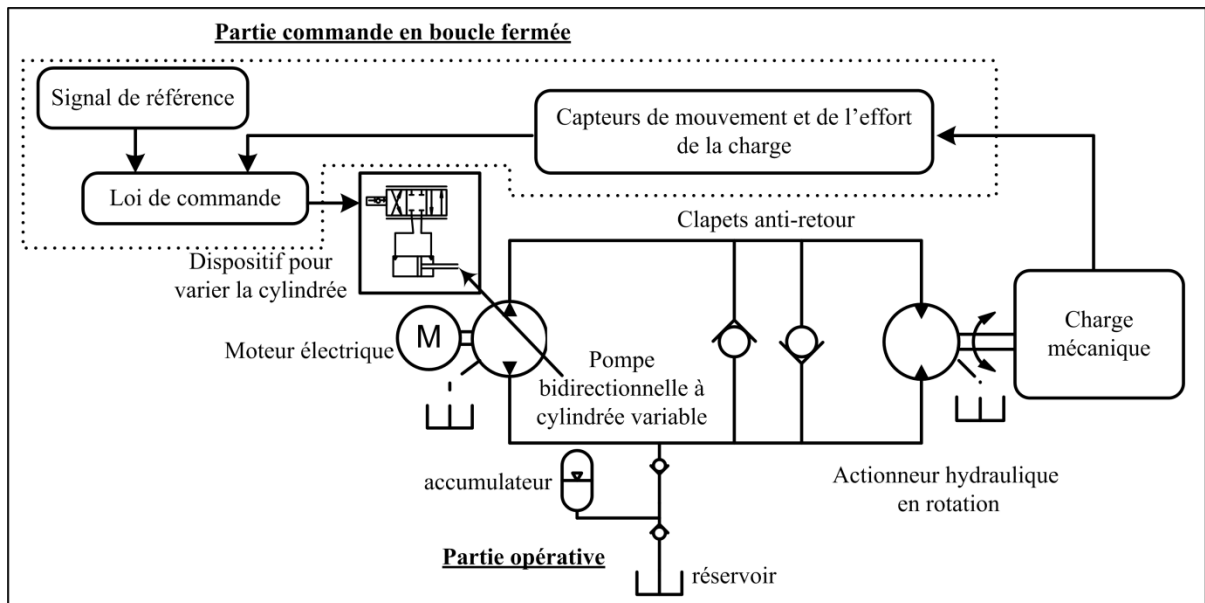 Partie commande en boucle fermée
Signal de référence
Capteurs de mouvement et de l'effort
de la charge
Loi de commande
Clapets anti-retour
Dispositif pour
varier la cylindrée
Moteur électrique
M
Pompe
bidirectionnelle à
cylindrée variable
Charge
mécanique
accumulateur
Actionneur hydraulique
en rotation
Partie opérative
réservoir